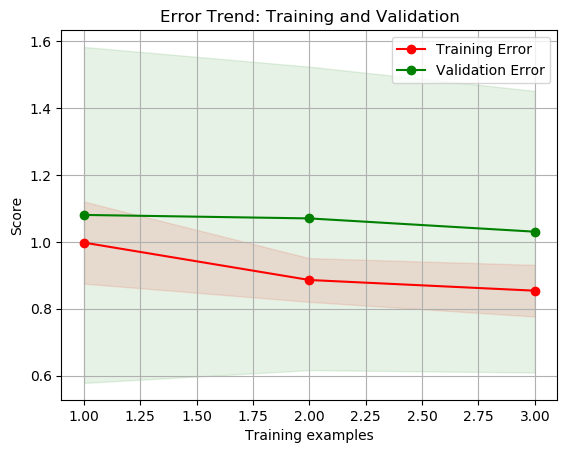 Error Trend: Training and Validation
Training Error
Validation Error
Score
1.6
1.4
1.2
1.0
0.8
0.6
1.00 1.25 1.50 1.75 2.00 2.25 2.50 2.75 3.00
Training examples